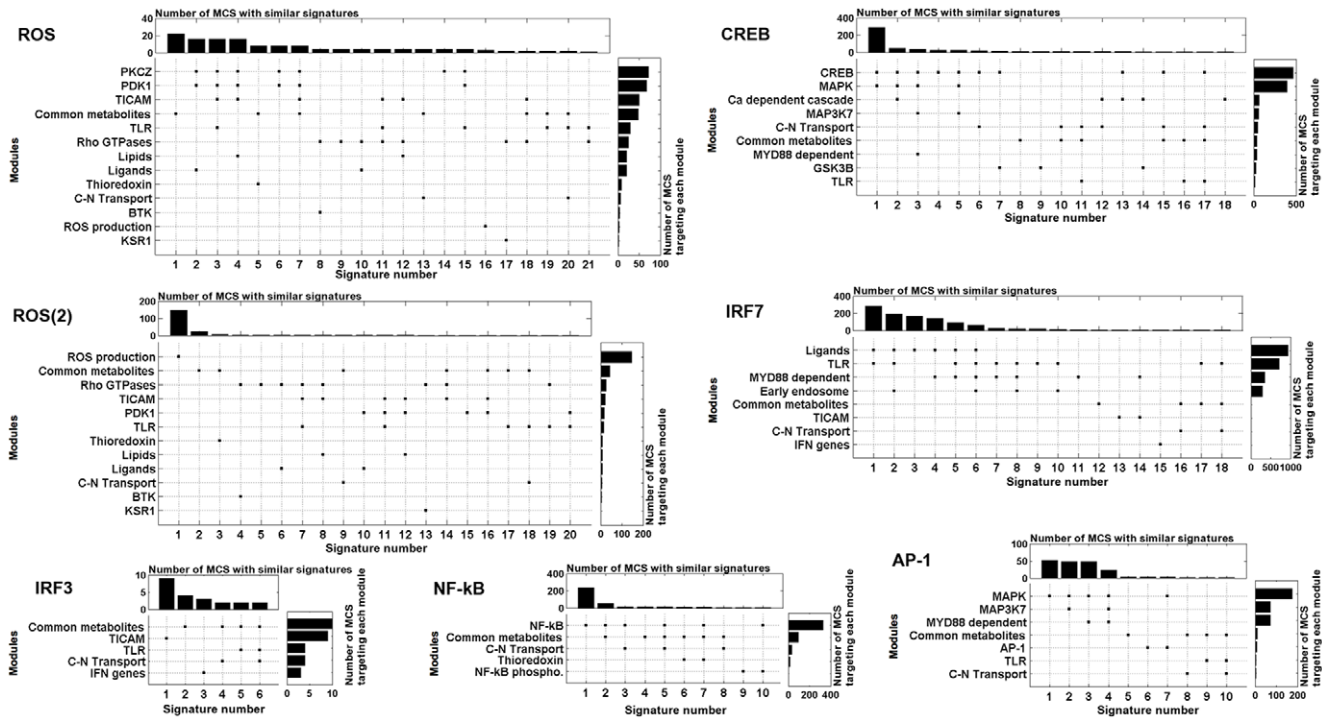 ROS
Number of MCS with similar signatures
40
20
0
Modules
PKCZ
PDK1
TICAM
Common metabolites
TLR
Rho GTPases
Lipids
Ligands
Thioredoxin
C-N Transport
BTK
ROS production
KSR1
1 2 3 4 5 6 7 8 9 10 11 12 13 14 15 16 17 18 19 20 21
Signature number
0 50 100
Number of MCS
targeting each module
CREB
Number of MCS with similar signatures
400
200
0
Modules
CREB
MAPK
Ca dependent cascade
MAP3K7
C-N Transport
Common metabolites
MYD88 dependent
GSK3B
TLR
1 2 3 4 5 6 7 8 9 10 11 12 13 14 15 16 17 18
Signature number
0 500
Number of MCS
targeting each module
ROS(2)
Number of MCS with similar signatures
200
100
0
Modules
ROS production
Common metabolites
Rho GTPases
TICAM
PDK1
TLR
Thioredoxin
Lipids
Ligands
C-N Transport
BTK
KSR1
1 2 3 4 5 6 7 8 9 10 11 12 13 14 15 16 17 18 19 20
Signature number
0 100 200
Number of MCS
targeting each module
IRF7
Number of MCS with similar signatures
400
200
0
Modules
Ligands
TLR
MYD88 dependent
Early endosome
Common metabolites
TICAM
C-N Transport
IFN genes
1 2 3 4 5 6 7 8 9 10 11 12 13 14 15 16 17 18
Signature number
0 500 1000
Number of MCS
targeting each module
IRF3
Number of MCS with similar signatures
10
5
0
Modules
Common metabolites
TICAM
TLR
C-N Transport
IFN genes
1 2 3 4 5 6
Signature number
0 5 10
Number of MCS
targeting each module
NF-kB
Number of MCS with similar signatures
400
200
0
Modules
NF-kB
Common metabolites
C-N Transport
Thioredoxin
NF-kB phospho.
1 2 3 4 5 6 7 8 9 10
Signature number
0 200 400
Number of MCS
targeting each module
AP-1
Number of MCS with similar signatures
100
50
0
Modules
MAPK
MAP3K7
MYD88 dependent
Common metabolites
AP-1
TLR
C-N Transport
1 2 3 4 5 6 7 8 9 10
Signature number
0 100 200
Number of MCS
targeting each module